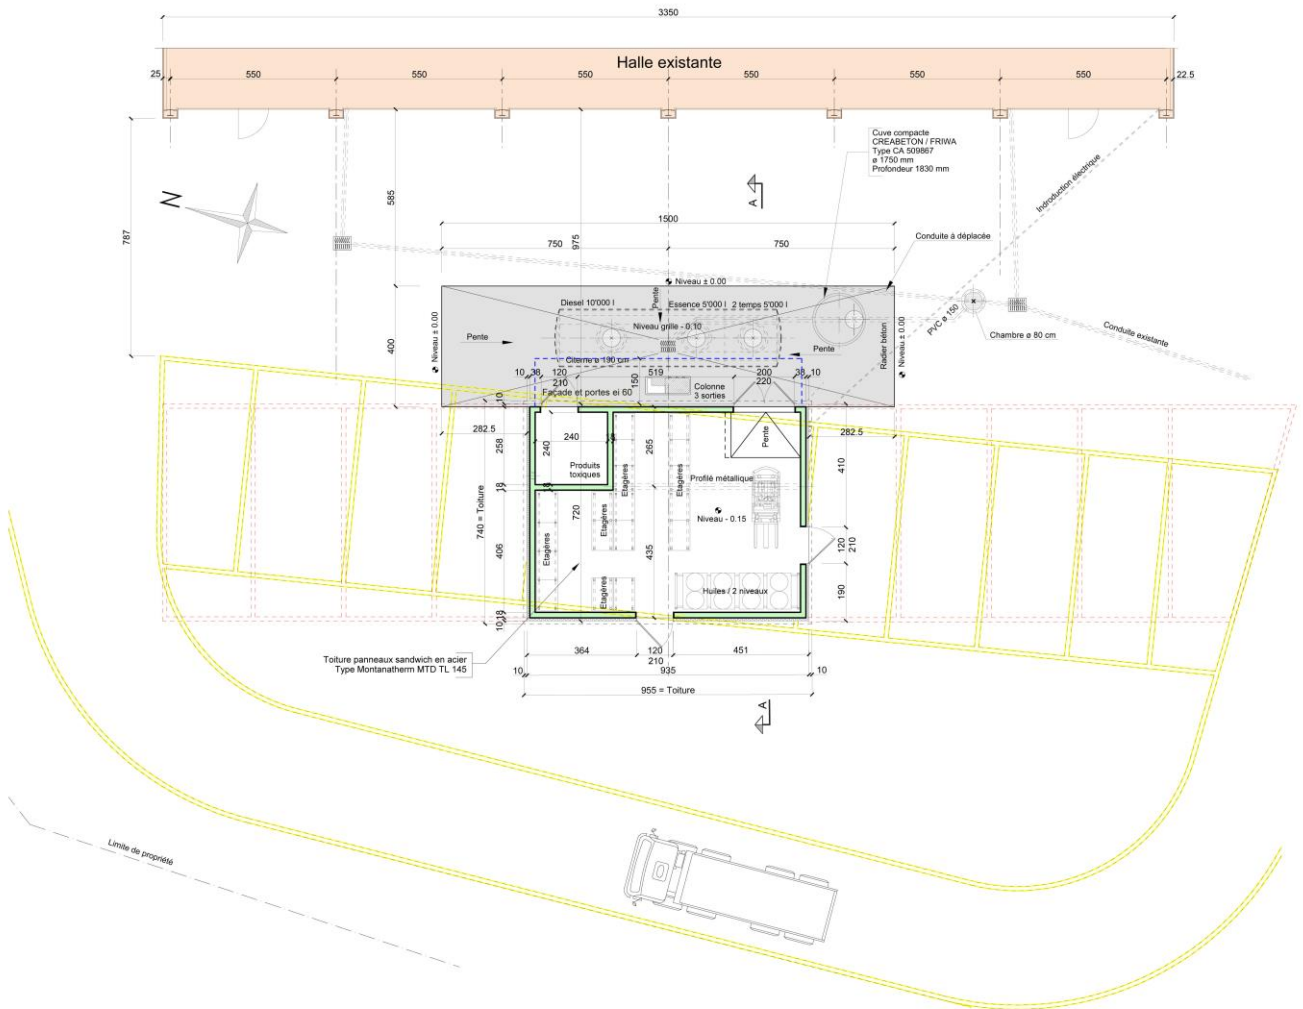 3350
Halle existante
25
550
550
550
550
550
550
22.5
Cuve compacte
CREABETON / FRIWA
Type CA 509867
ø 1750 mm
Profondeur 1830 mm
N
A
787
585
975
Indroduction électrique
1500
750
750
Conduite à déplacée
Niveau ± 0.00
Niveau ± 0.00
Pente
Diesel 10'000 l
Essence 5'000 l
2 temps 5'000 l
Niveau grille - 0.10
Pente
Pente
PVC ø 150
Chambre ø 80 cm
Conduite existante
Radier béton
Niveau ± 0.00
400
Citerne ø 190 cm
10
38
120
210
519
200
220
38
10
150
Façade et portes ei 60
Colonne
3 sorties
10
282.5
282.5
258
240
240
8
265
Pente
410
Produits
toxiques
Etagères
Etagères
Profilé métallique
18
18
740 = Toiture
720
Etagères
Niveau - 0.15
406
Etagères
435
120
210
Etagères
Huiles / 2 niveaux
190
18
10
Toiture panneaux sandwich en acier
Type Montanatherm MTD TL 145
364
120
210
451
10
935
10
955 = Toiture
A
Limite de propriété